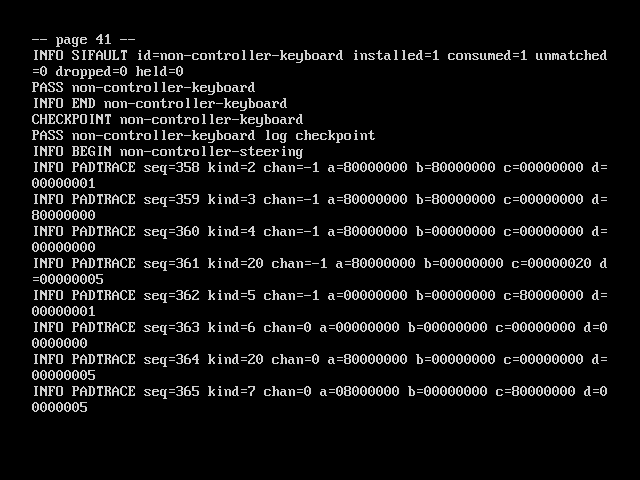 -- page 41 --
INFO SIFAULT id=non-controller-keyboard installed=1 consumed=1 unmatched
=0 dropped=0 held=0
PASS non-controller-keyboard
INFO END non-controller-keyboard
CHECKPOINT non-controller-keyboard
PASS non-controller-keyboard log checkpoint
INFO BEGIN non-controller-steering
INFO PADTRACE seq=358 kind=2 chan=-1 a=80000000 b=80000000 c=00000000 d=
00000001
INFO PADTRACE seq=359 kind=3 chan=-1 a=80000000 b=80000000 c=00000000 d=
80000000
INFO PADTRACE seq=360 kind=4 chan=-1 a=80000000 b=00000000 c=00000000 d=
00000000
INFO PADTRACE seq=361 kind=20 chan=-1 a=80000000 b=00000000 c=00000020 d
=00000005
INFO PADTRACE seq=362 kind=5 chan=-1 a=00000000 b=00000000 c=80000000 d=
00000001
INFO PADTRACE seq=363 kind=6 chan=0 a=00000000 b=00000000 c=00000000 d=0
0000000
INFO PADTRACE seq=364 kind=20 chan=0 a=80000000 b=00000000 c=00000000 d=
00000005
INFO PADTRACE seq=365 kind=7 chan=0 a=08000000 b=00000000 c=80000000 d=0
0000005